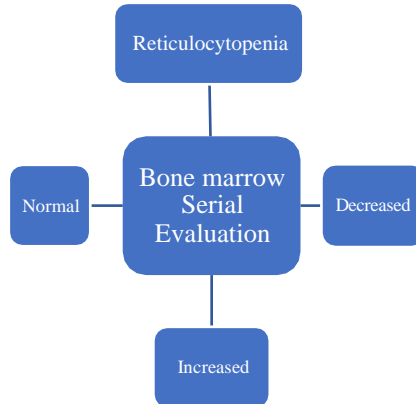 Reticulocytopenia
Bone marrow
Serial
Evaluation
Normal
Decreased
Increased